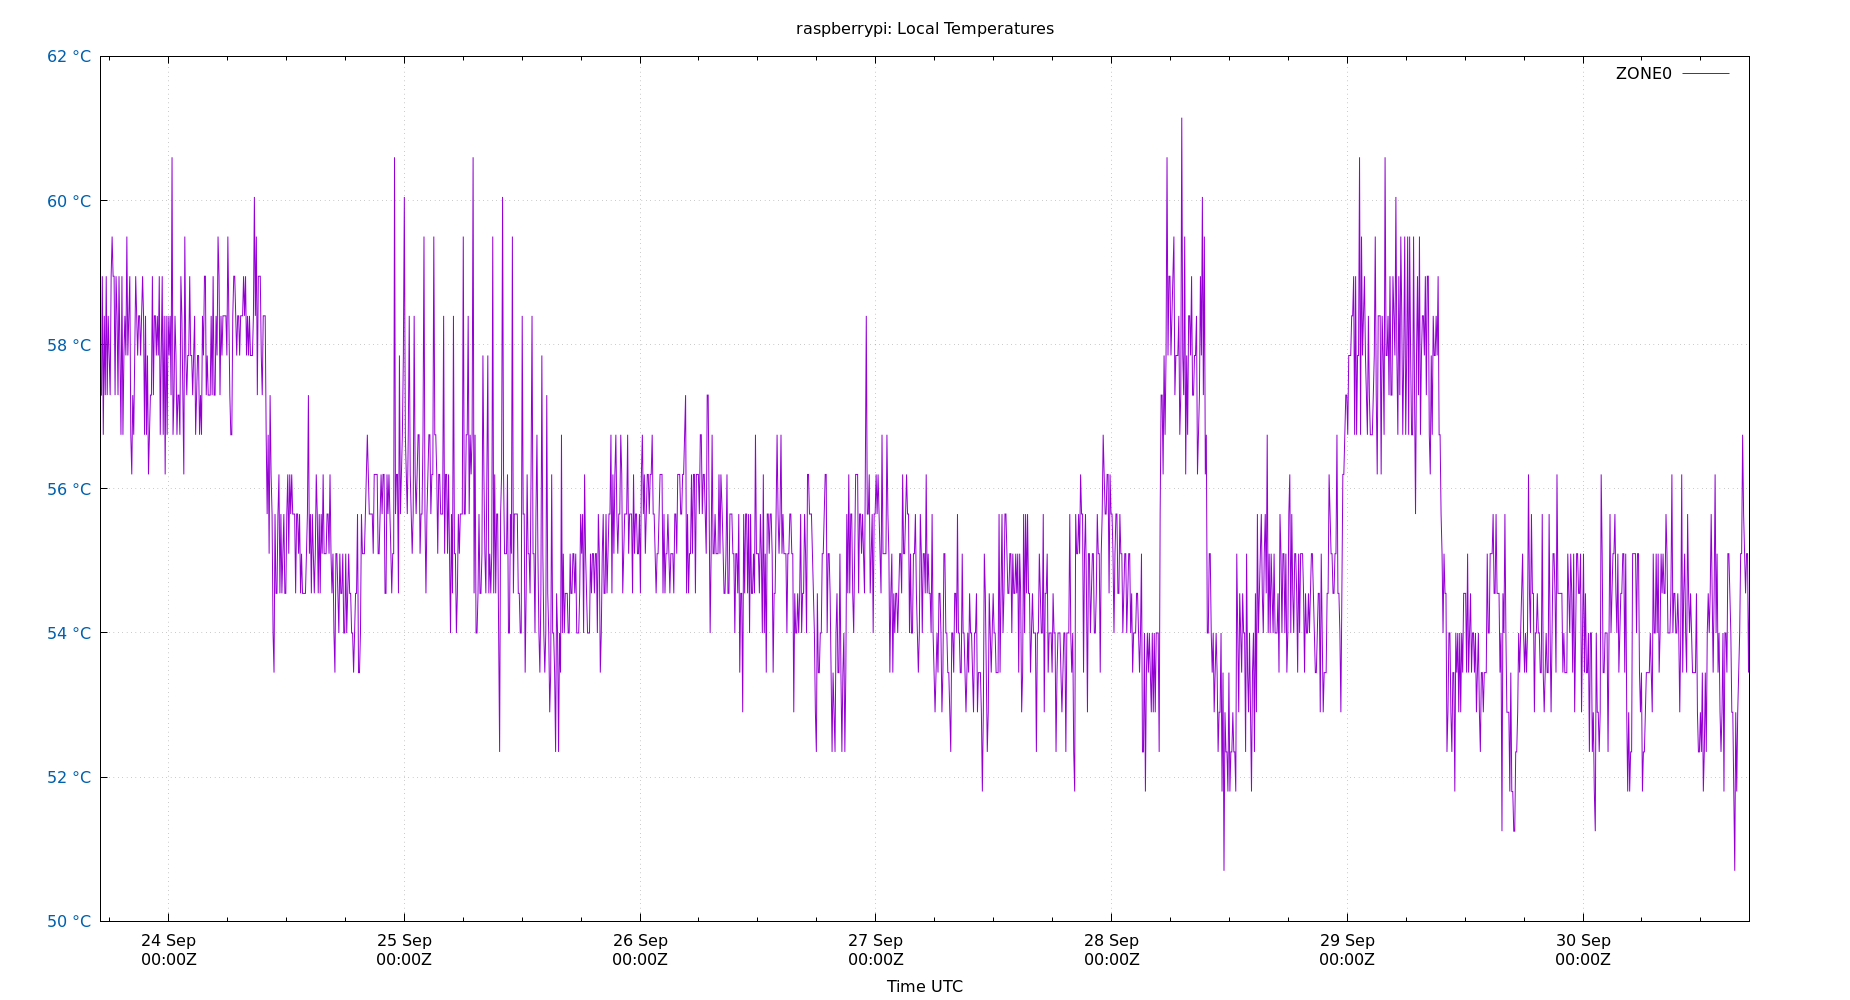 raspberrypi: Local Temperatures
62 °C
ZONE0
60 °C
58 °C
56 °C
54 °C
52 °C
50 °C
24 Sep 25 Sep 26 Sep 27 Sep 28 Sep 29 Sep 30 Sep
00:00Z 00:00Z 00:00Z 00:00Z 00:00Z 00:00Z 00:00Z
Time UTC